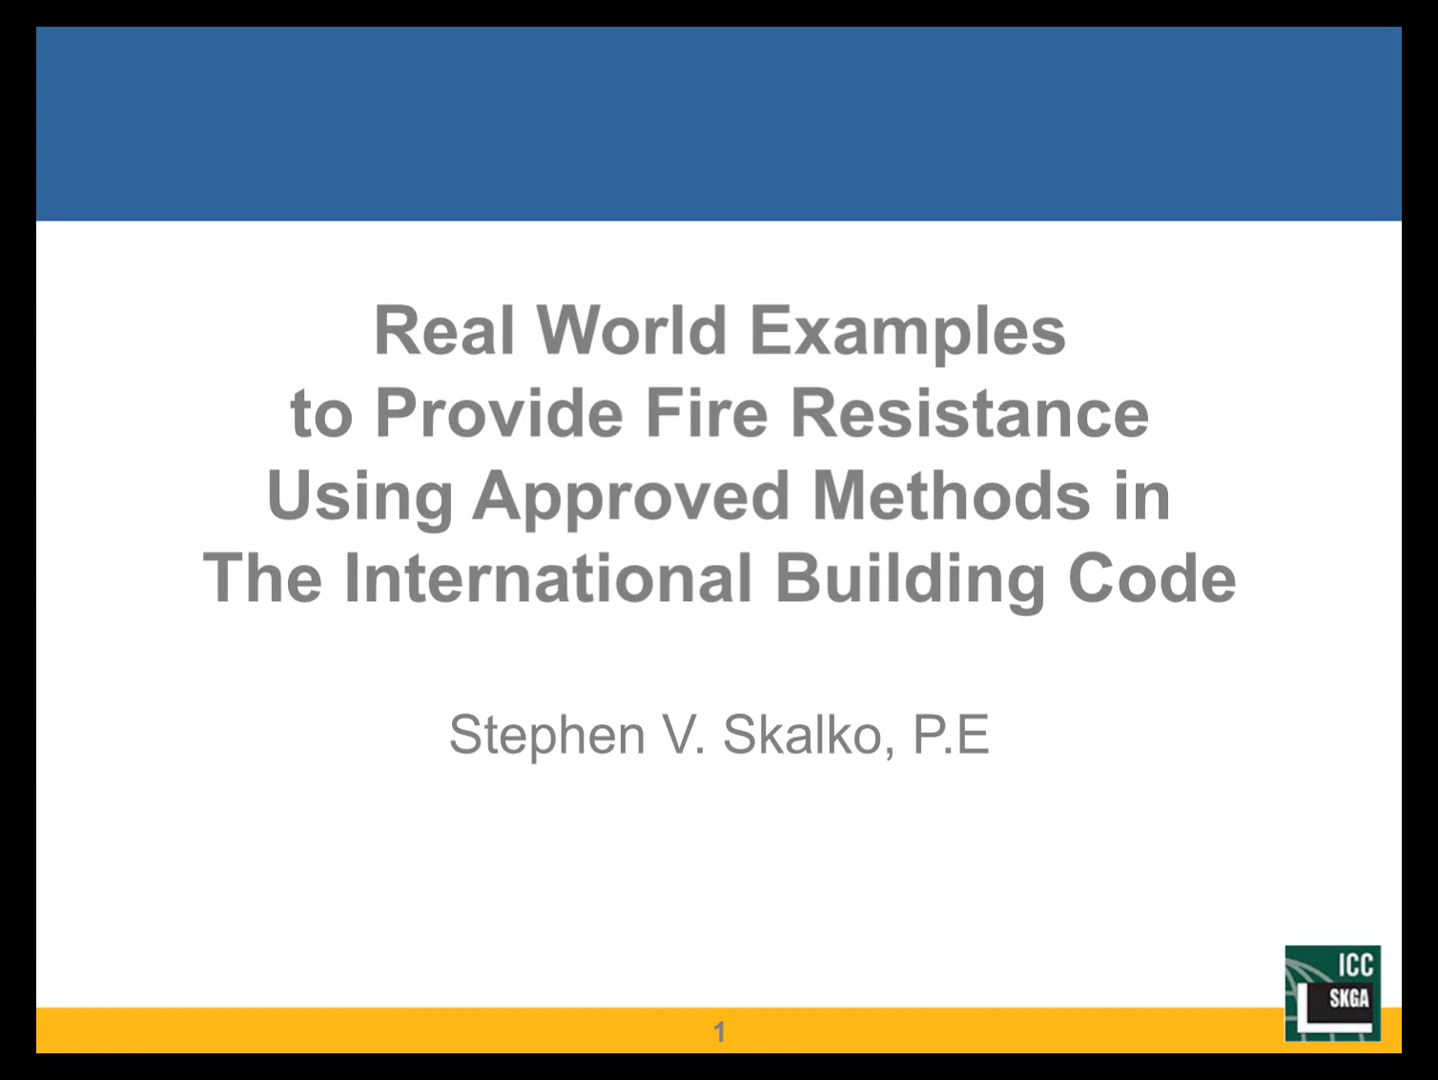 Real World Examples
to Provide Fire Resistance
Using Approved Methods in
The International Building Code
Stephen V. Skalko, P.E
ICC
SKGA
1